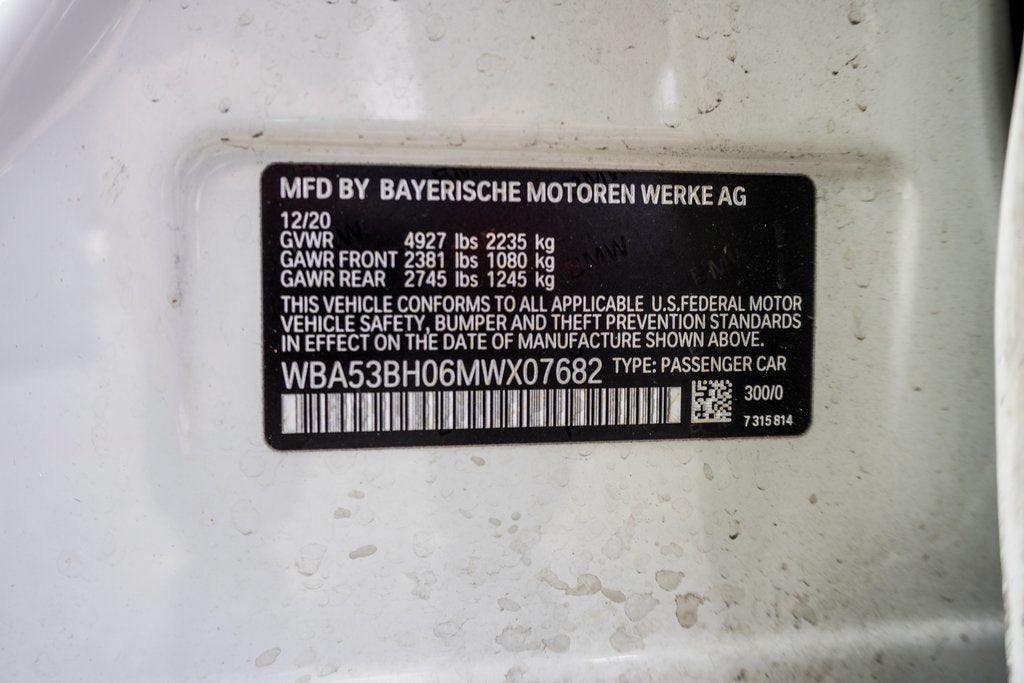 MFD BY BAYERISCHE MOTOREN WERKE AG
12/20
GVWR 4927 lbs 2235 kg
GAWR FRONT 2381 lbs 1080 kg
GAWR REAR 2745 lbs 1245 kg
THIS VEHICLE CONFORMS TO ALL APPLICABLE U.S.FEDERAL MOTOR
VEHICLE SAFETY, BUMPER AND THEFT PREVENTION STANDARDS
IN EFFECT ON THE DATE OF MANUFACTURE SHOWN ABOVE.
WBA53BH06MWX07682 TYPE: PASSENGER CAR
300/0
7 315 814
BMW